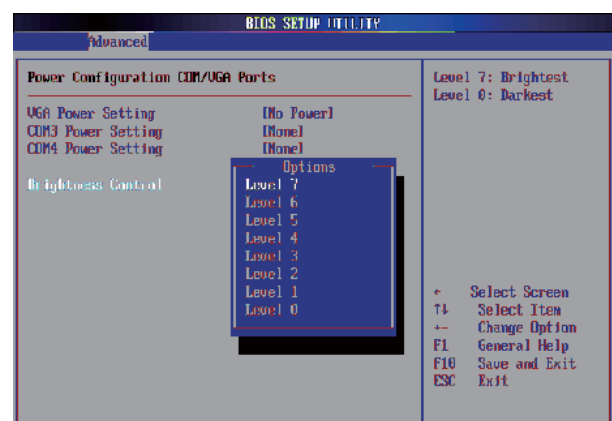 BIOS SETUP UTILITY
Advanced
Power Configuration COM/VGA Ports
VGA Power Setting [No Power]
COM3 Power Setting [None]
COM4 Power Setting [None]
Brightness Control
Options
Level 7
Level 6
Level 5
Level 4
Level 3
Level 2
Level 1
Level 0
Level 7: Brightest
Level 0: Darkest
← Select Screen
↑↓ Select Item
+- Change Option
F1 General Help
F10 Save and Exit
ESC Exit